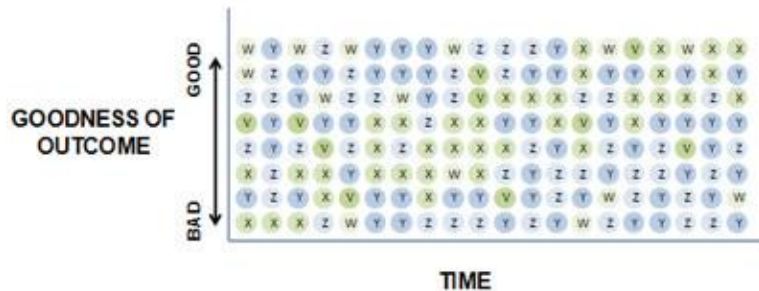 GOOD
W Y W Z W Y Y Y W Z Z Z Y X W V X W X X
W Z Y Y Z Y Y Y Z V Z Y Y X Y Y X Y X Y
Z Z Y W Z Z W Y Z V X X X Z Z X X X Z X
GOODNESS OF
OUTCOME
V Y V Y Y X X Z X X Y Y X V Y X Y Y Y Y
Z Y Z V Z X Z X X X X Z Y X Z Y Z V Y Z
X Z X X Y X X X W X Z Y Z Z Y Z Z Y Z Y
Y Z Y X V Y Y X Y Y V Y Z Y W Z Y Z Y W
BAD
X X X Z W Y Y Z Z Z Y Z Y W Z Y Y Z Z Y
TIME